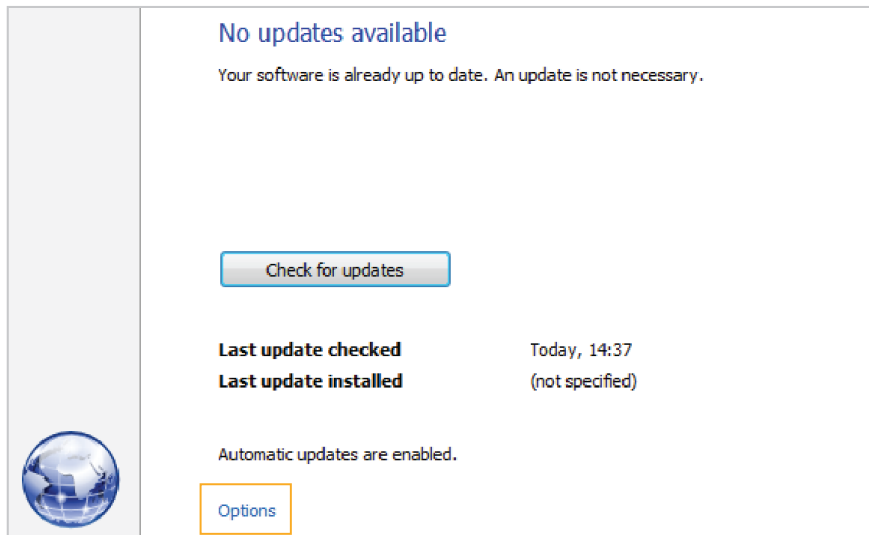 No updates available
Your software is already up to date. An update is not necessary.
Check for updates
Last update checked Today, 14:37
Last update installed (not specified)
Automatic updates are enabled.
Options